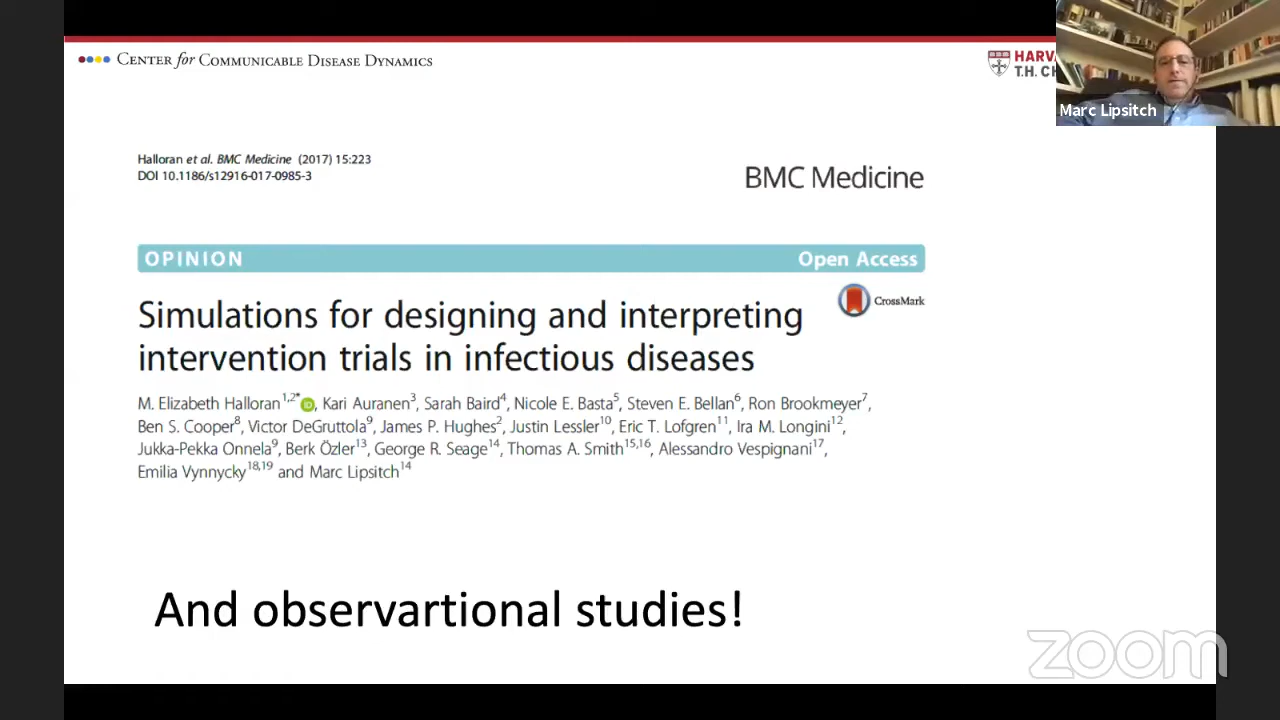 CENTER for COMMUNICABLE DISEASE DYNAMICS
HARV
T.H. CH
Marc Lipsitch
Halloran et al. BMC Medicine (2017) 15:223
DOI 10.1186/s12916-017-0985-3
BMC Medicine
OPINION
Open Access
CrossMark
Simulations for designing and interpreting
intervention trials in infectious diseases
M. Elizabeth Halloran1,2* iD, Kari Auranen3, Sarah Baird4, Nicole E. Basta5, Steven E. Bellan6, Ron Brookmeyer7,
Ben S. Cooper8, Victor DeGruttola9, James P. Hughes2, Justin Lessler10, Eric T. Lofgren11, Ira M. Longini12,
Jukka-Pekka Onnela9, Berk Özler13, George R. Seage14, Thomas A. Smith15,16, Alessandro Vespignani17,
Emilia Vynnycky18,19 and Marc Lipsitch14
And observartional studies!
zoom